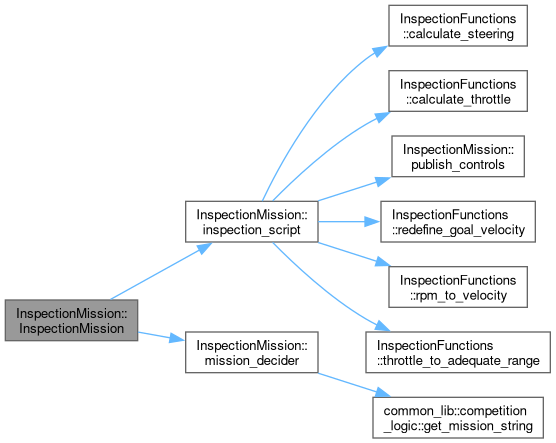 InspectionFunctions
::calculate_steering
InspectionFunctions
::calculate_throttle
InspectionMission::
publish_controls
InspectionMission::
inspection_script
InspectionFunctions
::redefine_goal_velocity
InspectionFunctions
::rpm_to_velocity
InspectionMission::
InspectionMission
InspectionMission::
mission_decider
InspectionFunctions
::throttle_to_adequate_range
common_lib::competition
_logic::get_mission_string